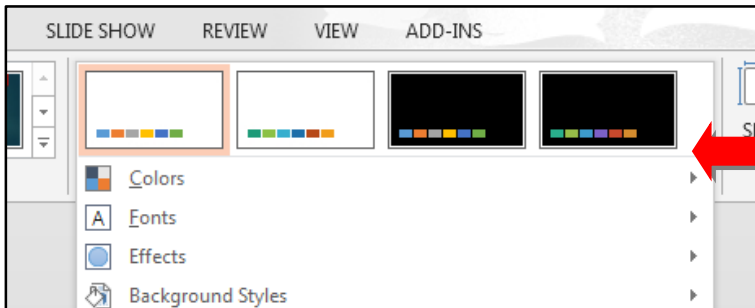 SLIDE SHOW REVIEW VIEW ADD-INS
Colors
A Fonts
Effects
Background Styles